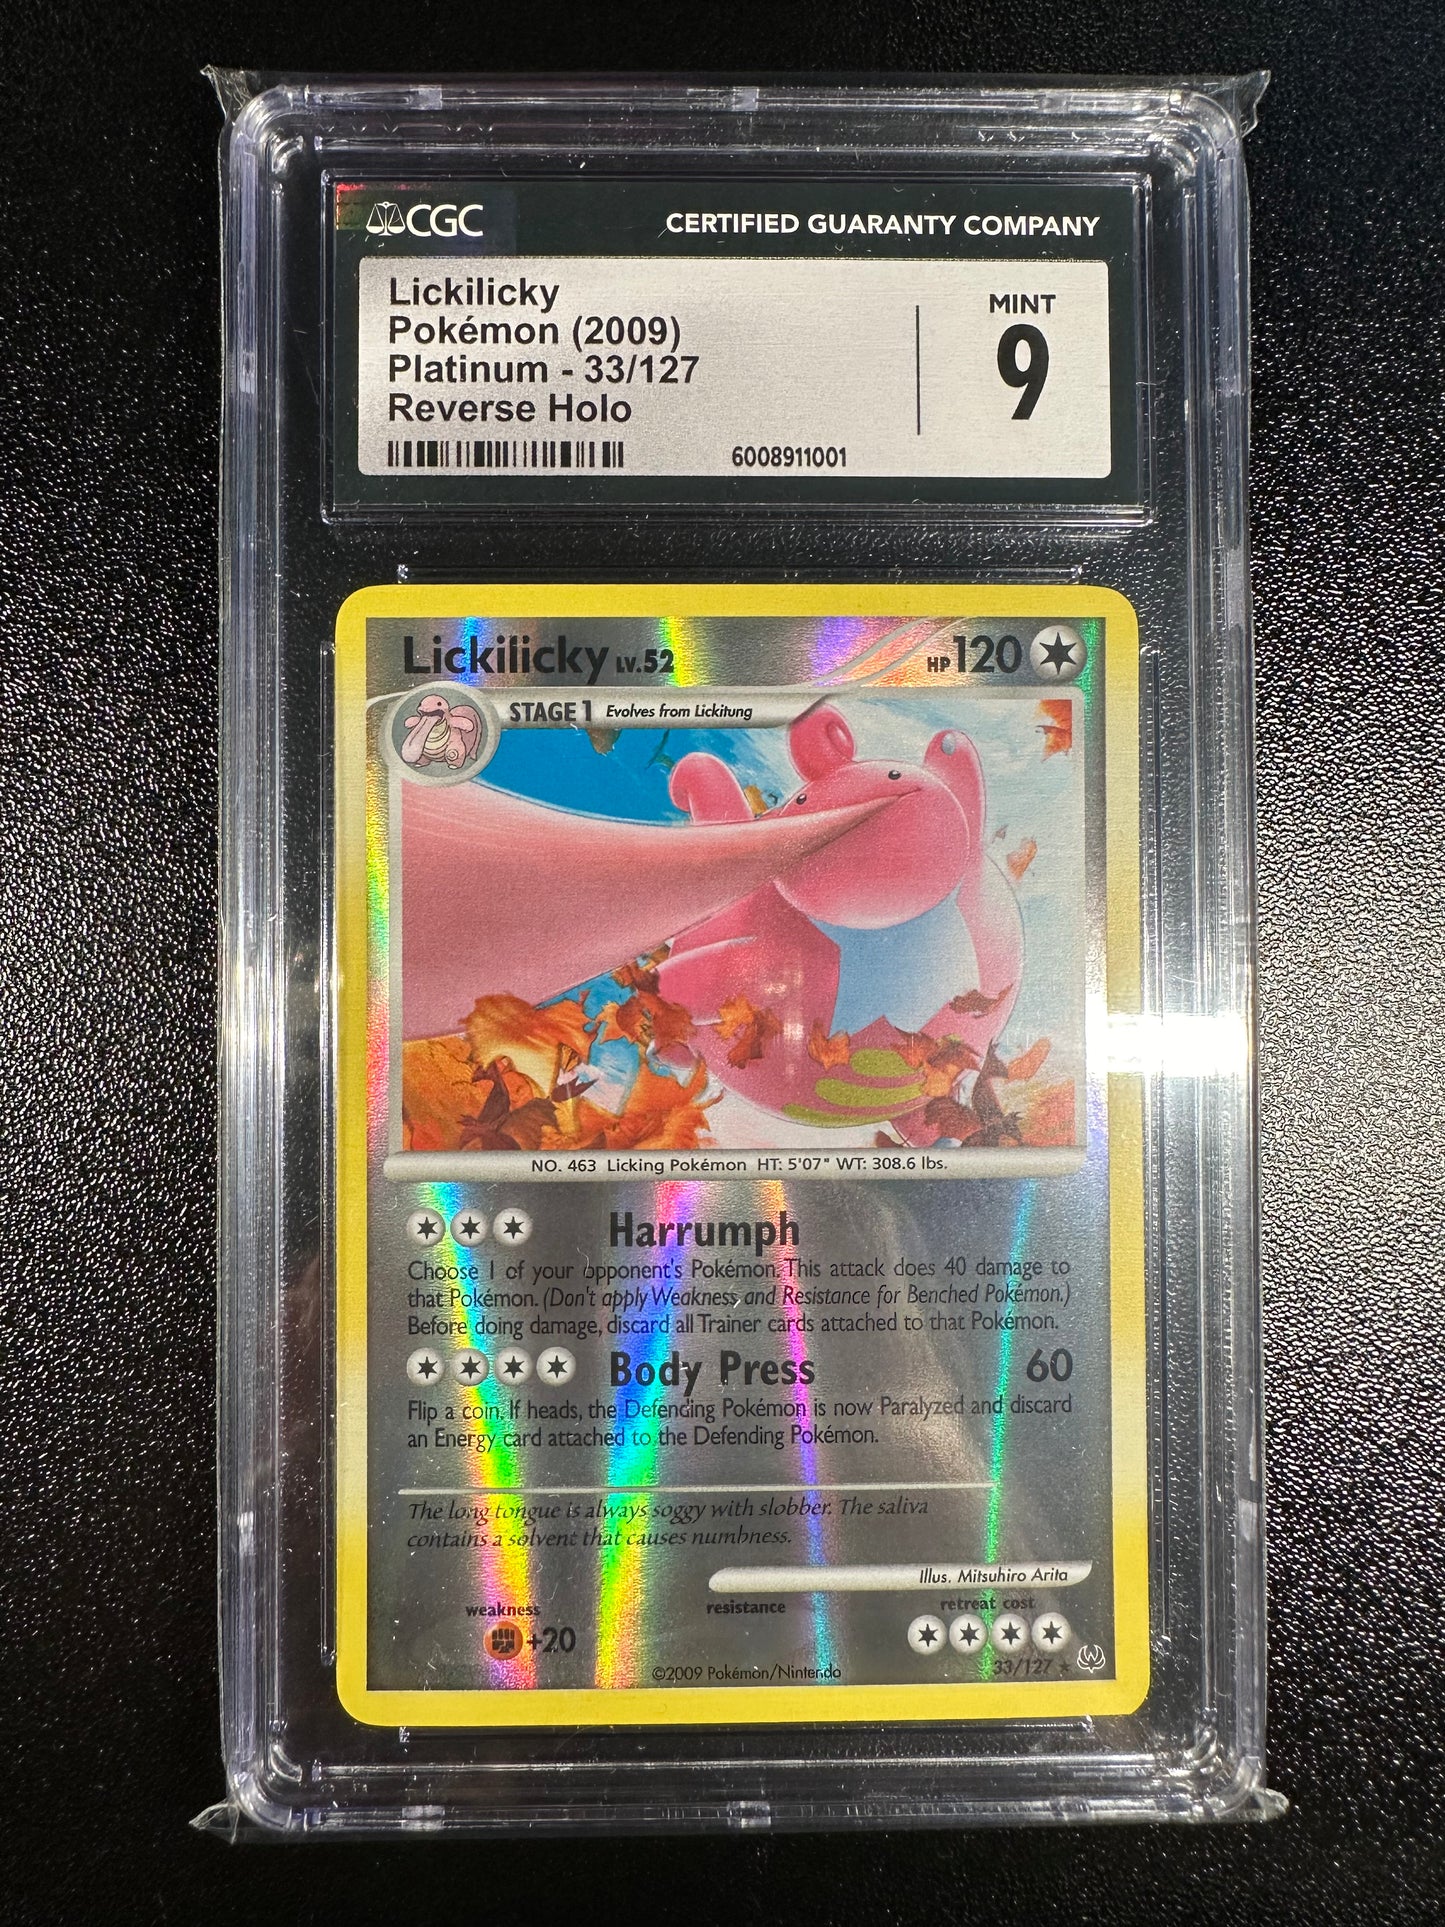 CGC
CERTIFIED GUARANTY COMPANY
Lickilicky
Pokémon (2009)
Platinum - 33/127
Reverse Holo
MINT
9
6008911001
Lickilicky LV.52
HP 120
STAGE 1 Evolves from Lickitung
NO. 463 Licking Pokémon HT: 5'07" WT: 308.6 lbs.
Harrumph
Choose 1 of your opponent's Pokémon. This attack does 40 damage to
that Pokémon. (Don't apply Weakness and Resistance for Benched Pokémon.)
Before doing damage, discard all Trainer cards attached to that Pokémon.
Body Press 60
Flip a coin. If heads, the Defending Pokémon is now Paralyzed and discard
an Energy card attached to the Defending Pokémon.
The long tongue is always soggy with slobber. The saliva
contains a solvent that causes numbness.
Illus. Mitsuhiro Arita
weakness resistance retreat cost
+20
©2009 Pokémon/Nintendo
33/127 ★